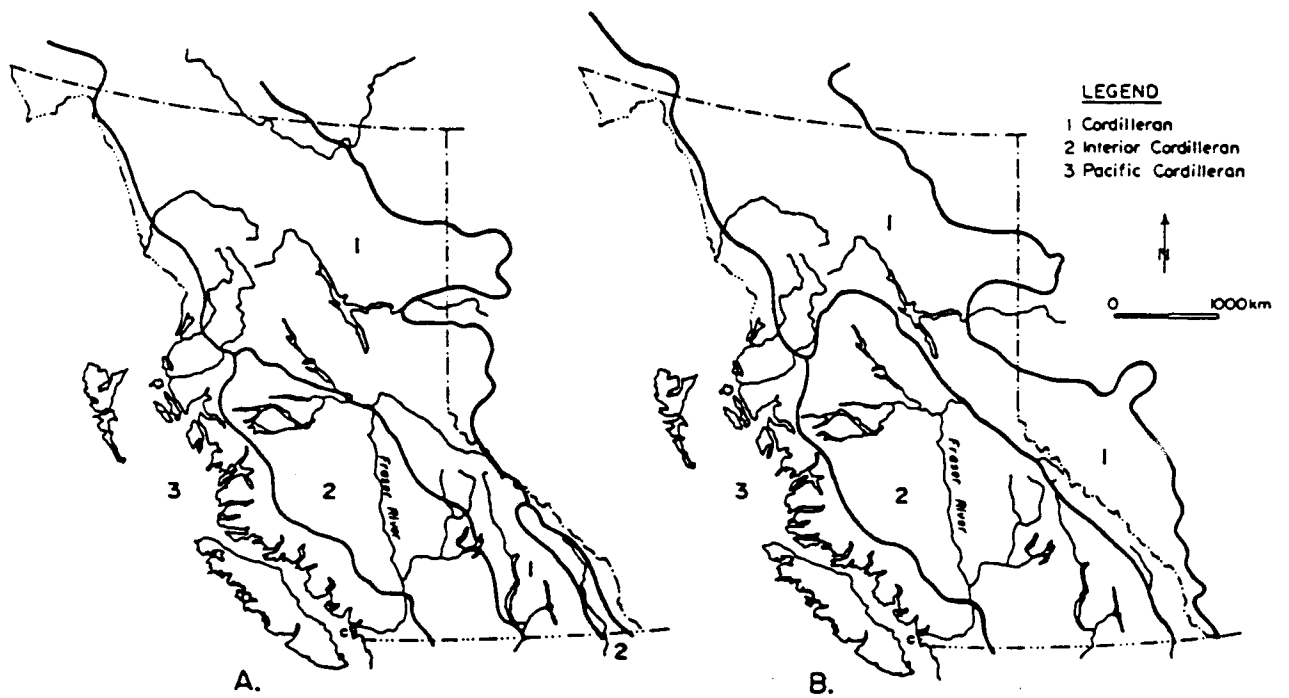 LEGEND
1 Cordilleran
2 Interior Cordilleran
3 Pacific Cordilleran
N
0 1000km
1
1
3
2
Fraser River
1
2
A.
1
1
3
2
Fraser River
B.